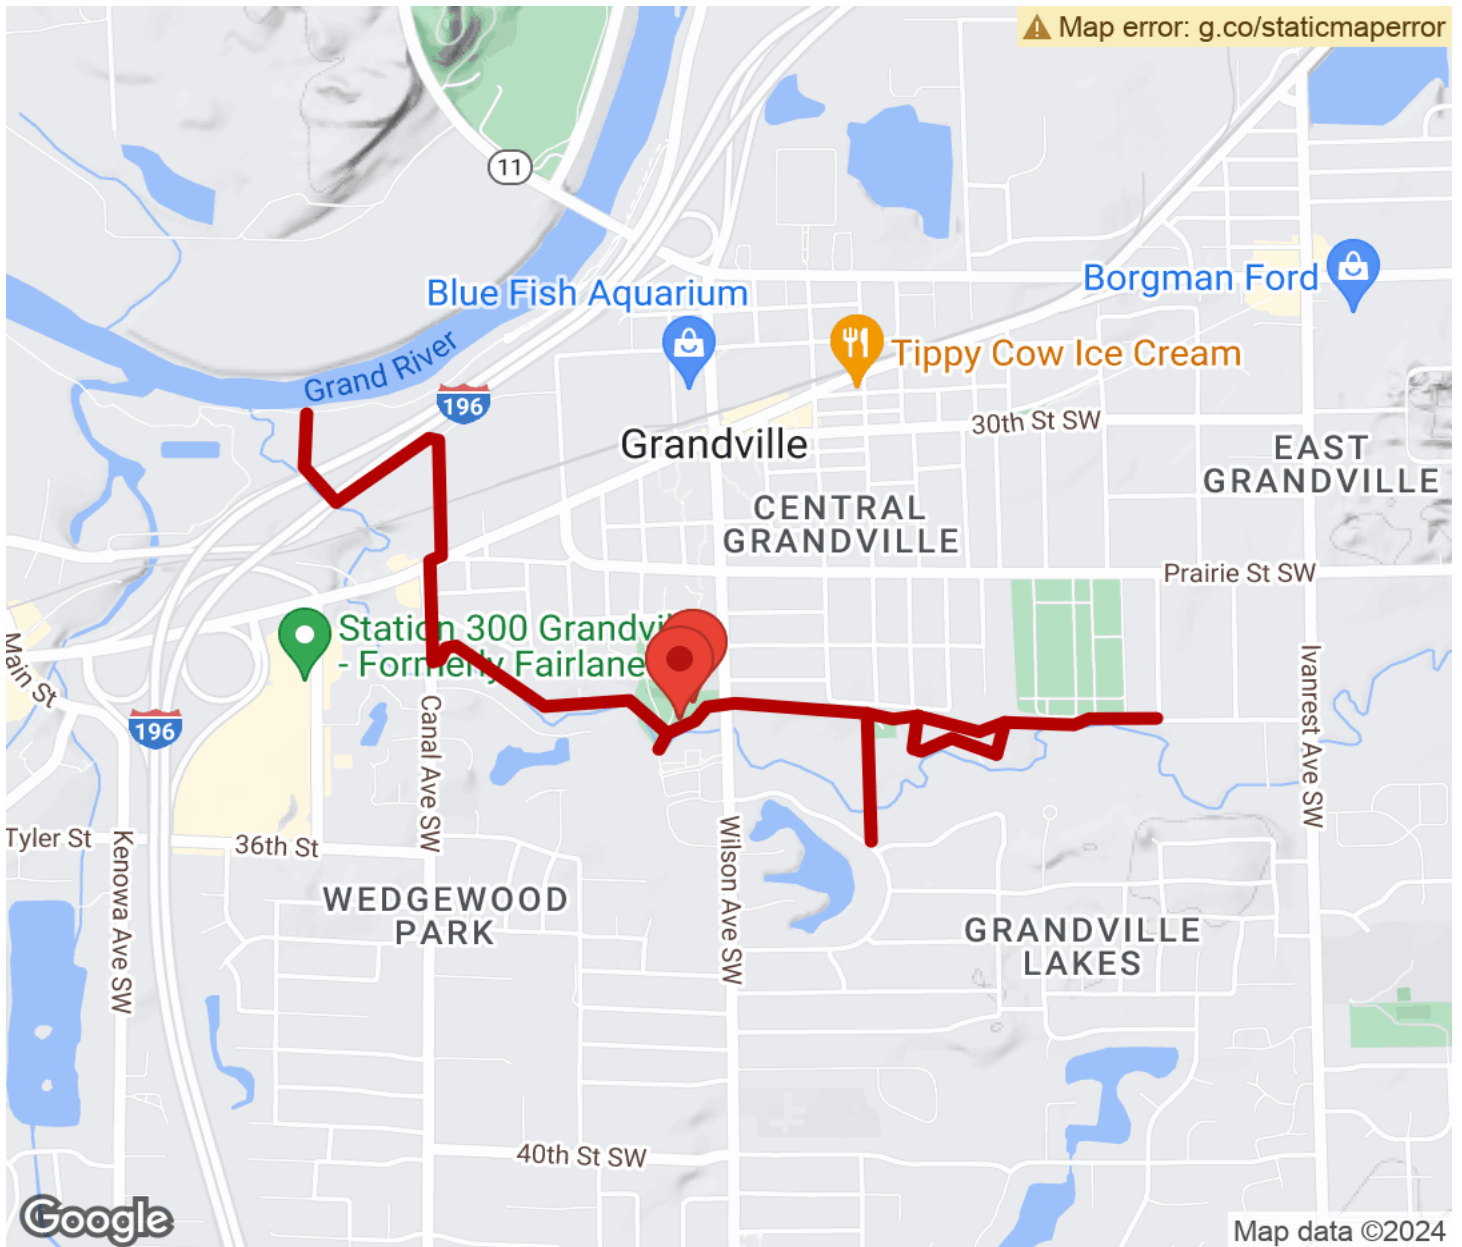 Map error: g.co/staticmaperror
11
Borgman Ford
Blue Fish Aquarium
Tippy Cow Ice Cream
Grand River
196
30th St SW
Grandville
EAST
GRANDVILLE
CENTRAL
GRANDVILLE
Prairie St SW
Station 300 Grandvil
- Formerly Fairlane
Main St
196
Canal Ave SW
Ivanrest Ave SW
Tyler St
36th St
Kenowa Ave SW
Wilson Ave SW
WEDGEWOOD
PARK
GRANDVILLE
LAKES
40th St SW
Google
Map data ©2024